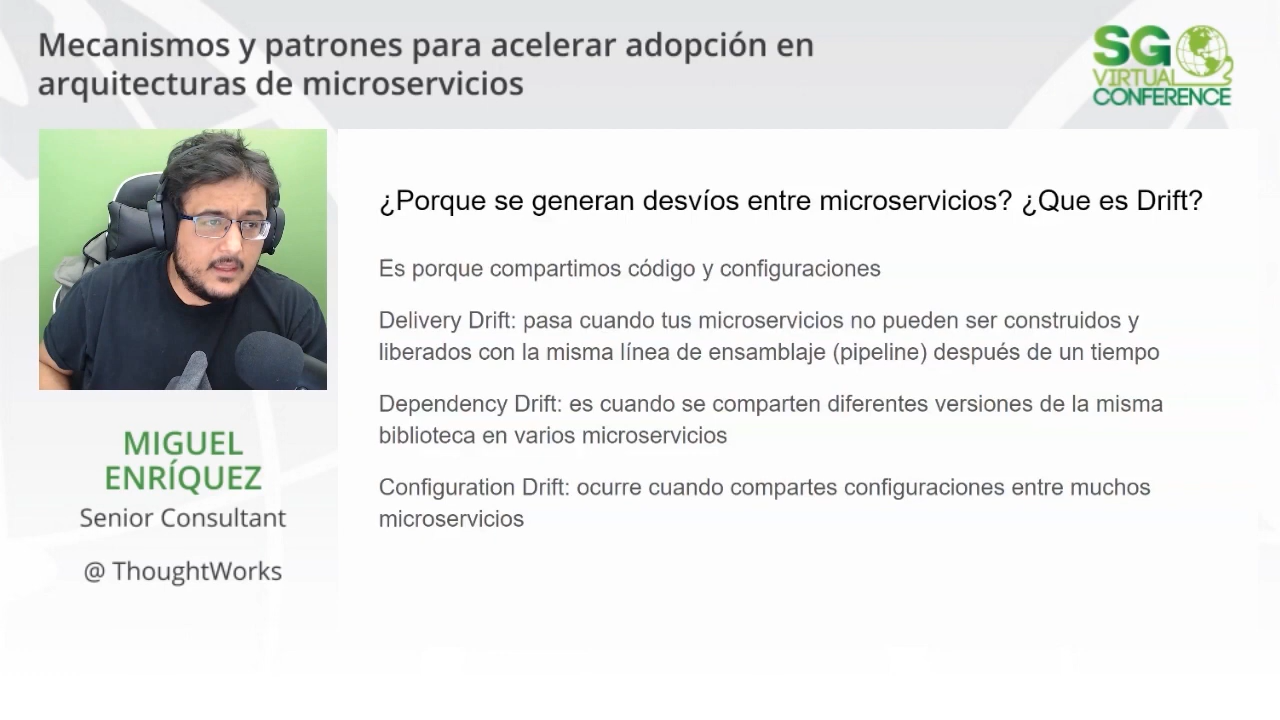 Mecanismos y patrones para acelerar adopción en
arquitecturas de microservicios
SG
VIRTUAL
CONFERENCE
¿Porque se generan desvíos entre microservicios? ¿Que es Drift?
Es porque compartimos código y configuraciones
Delivery Drift: pasa cuando tus microservicios no pueden ser construidos y
liberados con la misma línea de ensamblaje (pipeline) después de un tiempo
Dependency Drift: es cuando se comparten diferentes versiones de la misma
biblioteca en varios microservicios
Configuration Drift: ocurre cuando compartes configuraciones entre muchos
microservicios
MIGUEL
ENRÍQUEZ
Senior Consultant
@ ThoughtWorks